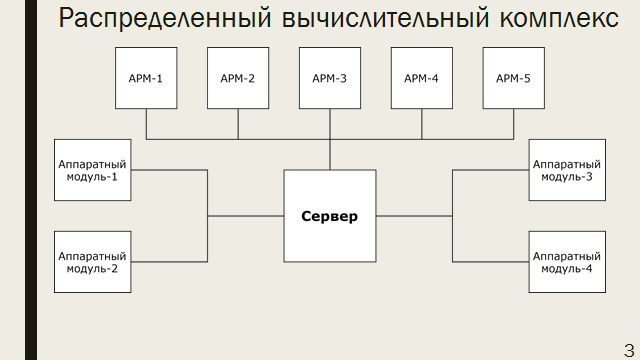 Распределенный вычислительный комплекс
АРМ-1 АРМ-2 АРМ-3 АРМ-4 АРМ-5
Аппаратный
модуль-1
Аппаратный
модуль-3
Сервер
Аппаратный
модуль-2
Аппаратный
модуль-4
3